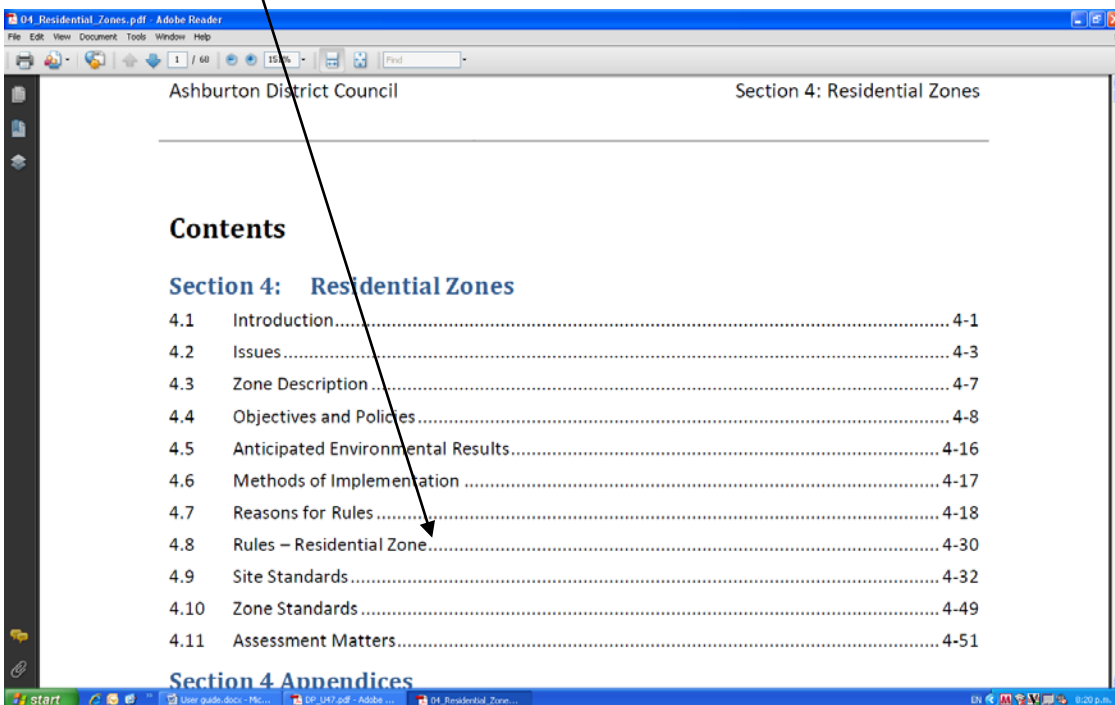 04_Residential_Zones.pdf - Adobe Reader
File Edit View Document Tools Window Help
1 / 60 Find
Ashburton District Council Section 4: Residential Zones
Contents
Section 4: Residential Zones
4.1 Introduction 4-1
4.2 Issues 4-3
4.3 Zone Description 4-7
4.4 Objectives and Policies 4-8
4.5 Anticipated Environmental Results 4-16
4.6 Methods of Implementation 4-17
4.7 Reasons for Rules 4-18
4.8 Rules – Residential Zone 4-30
4.9 Site Standards 4-32
4.10 Zone Standards 4-49
4.11 Assessment Matters 4-51
Section 4 Appendices
start User guide.docx - Mic... DP_U47.pdf - Adobe ... 04_Residential_Zone... EN 8:20 p.m.